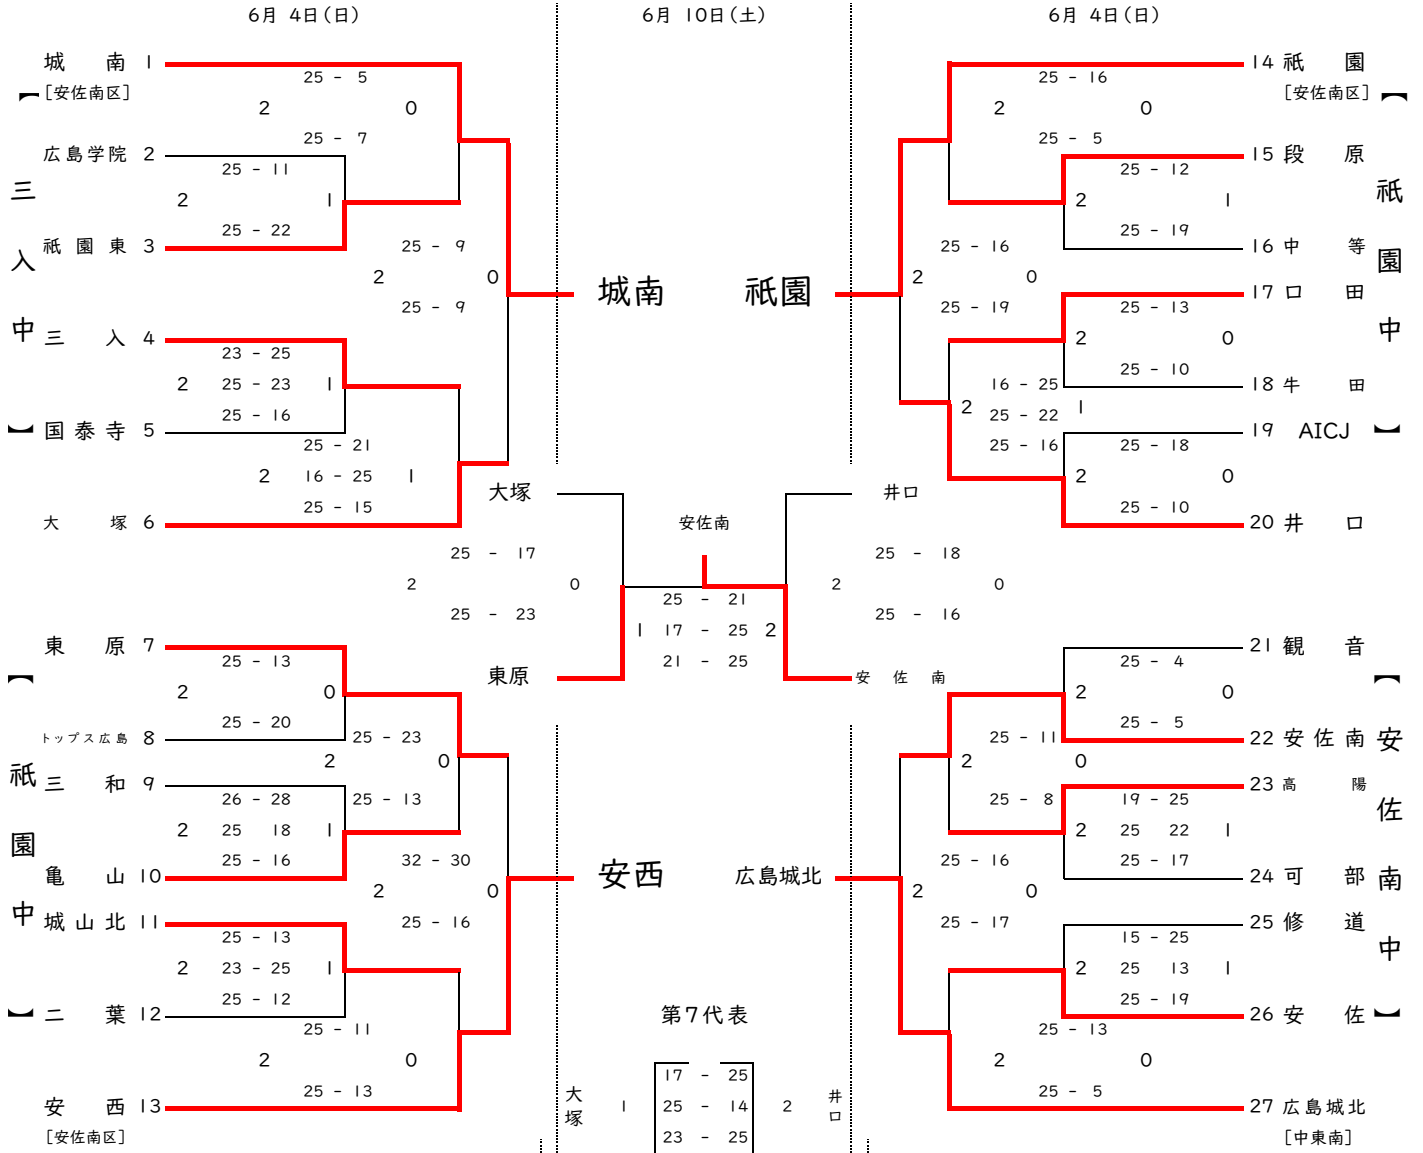 6月 4日(日)
6月 10日(土)
6月 4日(日)
【三入中】
城南 1
[安佐南区]
25 - 5
2 0
25 - 7
広島学院 2
25 - 11
2 1
25 - 22
祇園東 3
25 - 9
2 0
25 - 9
三入 4
23 - 25
2 25 - 23 1
25 - 16
国泰寺 5
25 - 21
2 16 - 25 1
25 - 15
大塚 6
城南
祇園
14 祇園
[安佐南区]
【祇園中】
25 - 16
2 0
25 - 5
15 段原
25 - 12
2 1
25 - 19
16 中等
25 - 16
2 0
25 - 19
17 口田
25 - 13
2 0
25 - 10
18 牛田
16 - 25
2 25 - 22 1
25 - 16
19 AICJ
25 - 18
2 0
25 - 10
20 井口
大塚
25 - 17
2 0
25 - 23
東原
安佐南
25 - 21
1 17 - 25 2
21 - 25
井口
25 - 18
2 0
25 - 16
安佐南
【祇園中】
東原 7
25 - 13
2 0
25 - 20
トップス広島 8
25 - 23
2 0
25 - 13
三和 9
26 - 28
2 25 18 1
25 - 16
亀山 10
32 - 30
2 0
25 - 16
城山北 11
25 - 13
2 23 - 25 1
25 - 12
二葉 12
25 - 11
2 0
25 - 13
安西 13
[安佐南区]
安西
広島城北
21 観音
【安佐南中】
25 - 4
2 0
25 - 5
22 安佐南
25 - 11
2 0
25 - 8
23 高陽
19 - 25
2 25 22 1
25 - 17
24 可部
25 - 16
2 0
25 - 17
25 修道
15 - 25
2 25 13 1
25 - 19
26 安佐
25 - 13
2 0
25 - 5
27 広島城北
[中東南]
第7代表
大塚
17 - 25
1 25 - 14 2
23 - 25
井口